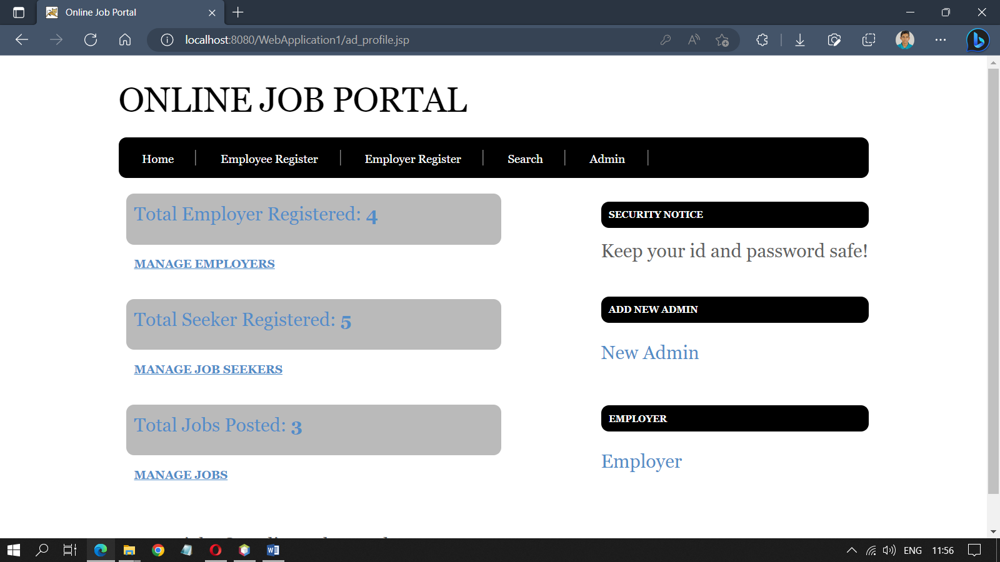 Online Job Portal
localhost:8080/WebApplication1/ad_profile.jsp
ONLINE JOB PORTAL
Home
Employee Register
Employer Register
Search
Admin
Total Employer Registered: 4
MANAGE EMPLOYERS
Total Seeker Registered: 5
MANAGE JOB SEEKERS
Total Jobs Posted: 3
MANAGE JOBS
SECURITY NOTICE
Keep your id and password safe!
ADD NEW ADMIN
New Admin
EMPLOYER
Employer
ENG
11:56